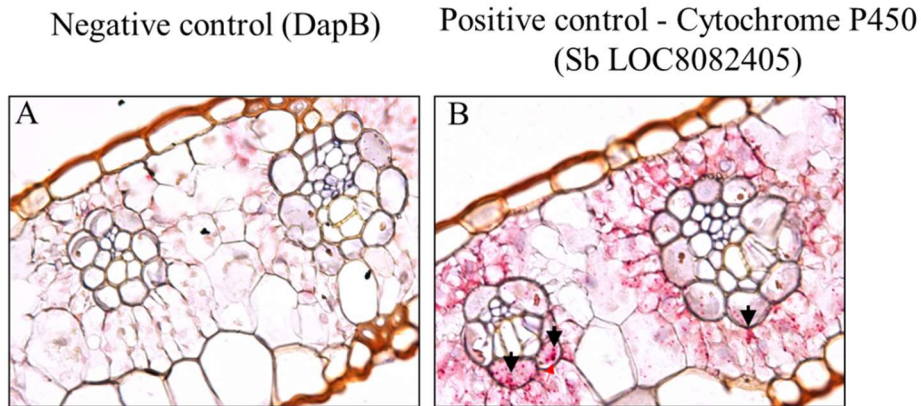 Negative control (DapB)
Positive control - Cytochrome P450
(Sb LOC8082405)
A
B